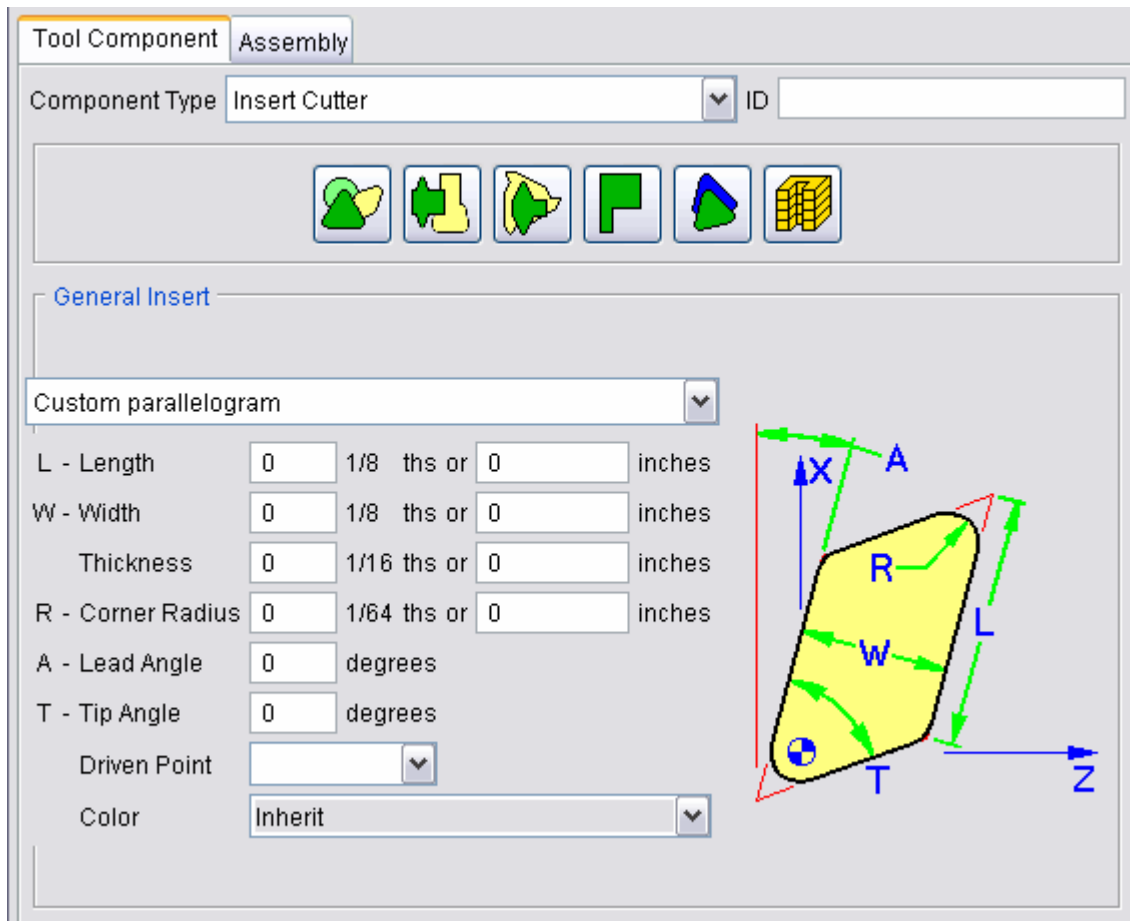 Tool Component Assembly
Component Type Insert Cutter ID
General Insert
Custom parallelogram
L - Length 0 1/8 ths or 0 inches
W - Width 0 1/8 ths or 0 inches
Thickness 0 1/16 ths or 0 inches
R - Corner Radius 0 1/64 ths or 0 inches
A - Lead Angle 0 degrees
T - Tip Angle 0 degrees
Driven Point
Color Inherit
X A
R
L
W
T Z